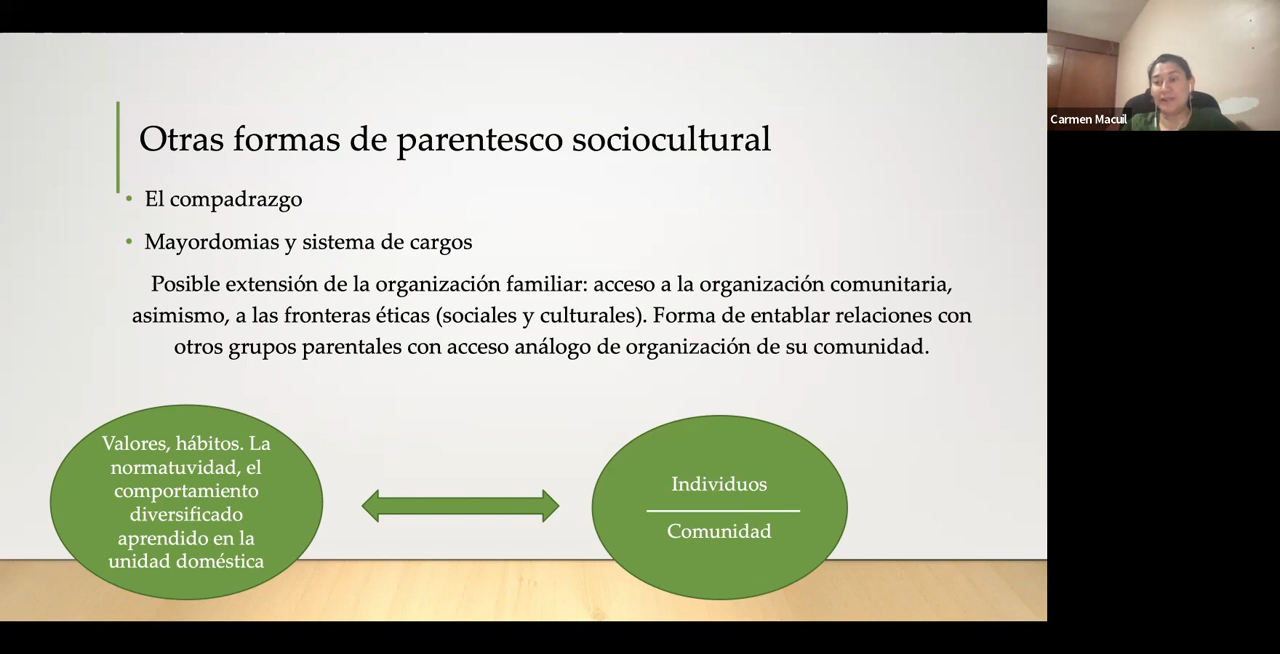 Otras formas de parentesco sociocultural
• El compadrazgo
• Mayordomias y sistema de cargos
Posible extensión de la organización familiar: acceso a la organización comunitaria,
asimismo, a las fronteras éticas (sociales y culturales). Forma de entablar relaciones con
otros grupos parentales con acceso análogo de organización de su comunidad.
Valores, hábitos. La
normatuvidad, el
comportamiento
diversificado
aprendido en la
unidad doméstica
Individuos
Comunidad
Carmen Macuil